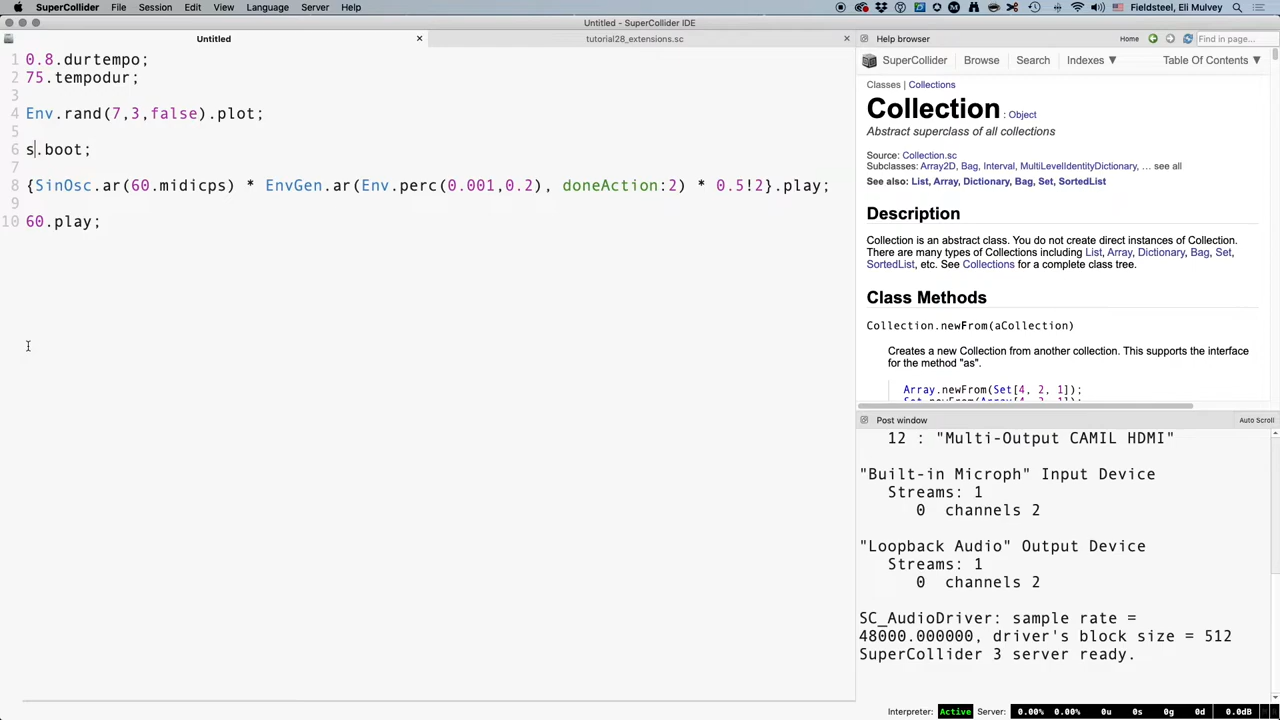 SuperCollider File Session Edit View Language Server Help Fieldsteel, Eli Mulvey
Untitled - SuperCollider IDE
Untitled
tutorial28_extensions.sc
1 0.8.durtempo;
2 75.tempodur;
3
4 Env.rand(7,3,false).plot;
5
6 s.boot;
7
8 {SinOsc.ar(60.midicps) * EnvGen.ar(Env.perc(0.001,0.2), doneAction:2) * 0.5!2}.play;
9
10 60.play;
Help browser Home Find in page...
SuperCollider Browse Search Indexes ▼ Table Of Contents ▼
Classes | Collections
Collection : Object
Abstract superclass of all collections
Source: Collection.sc
Subclasses: Array2D, Bag, Interval, MultiLevelIdentityDictionary, ... see all
See also: List, Array, Dictionary, Bag, Set, SortedList
Description
Collection is an abstract class. You do not create direct instances of Collection.
There are many types of Collections including List, Array, Dictionary, Bag, Set,
SortedList, etc. See Collections for a complete class tree.
Class Methods
Collection.newFrom(aCollection)
Creates a new Collection from another collection. This supports the interface
for the method "as".
Array.newFrom(Set[4, 2, 1]);
Set.newFrom(Array[4, 2, 1]);
Post window Auto Scroll
12 : "Multi-Output CAMIL HDMI"
"Built-in Microph" Input Device
Streams: 1
0 channels 2
"Loopback Audio" Output Device
Streams: 1
0 channels 2
SC_AudioDriver: sample rate =
48000.000000, driver's block size = 512
SuperCollider 3 server ready.
Interpreter: Active Server: 0.00% 0.00% 0u 0s 0g 0d 0.0dB